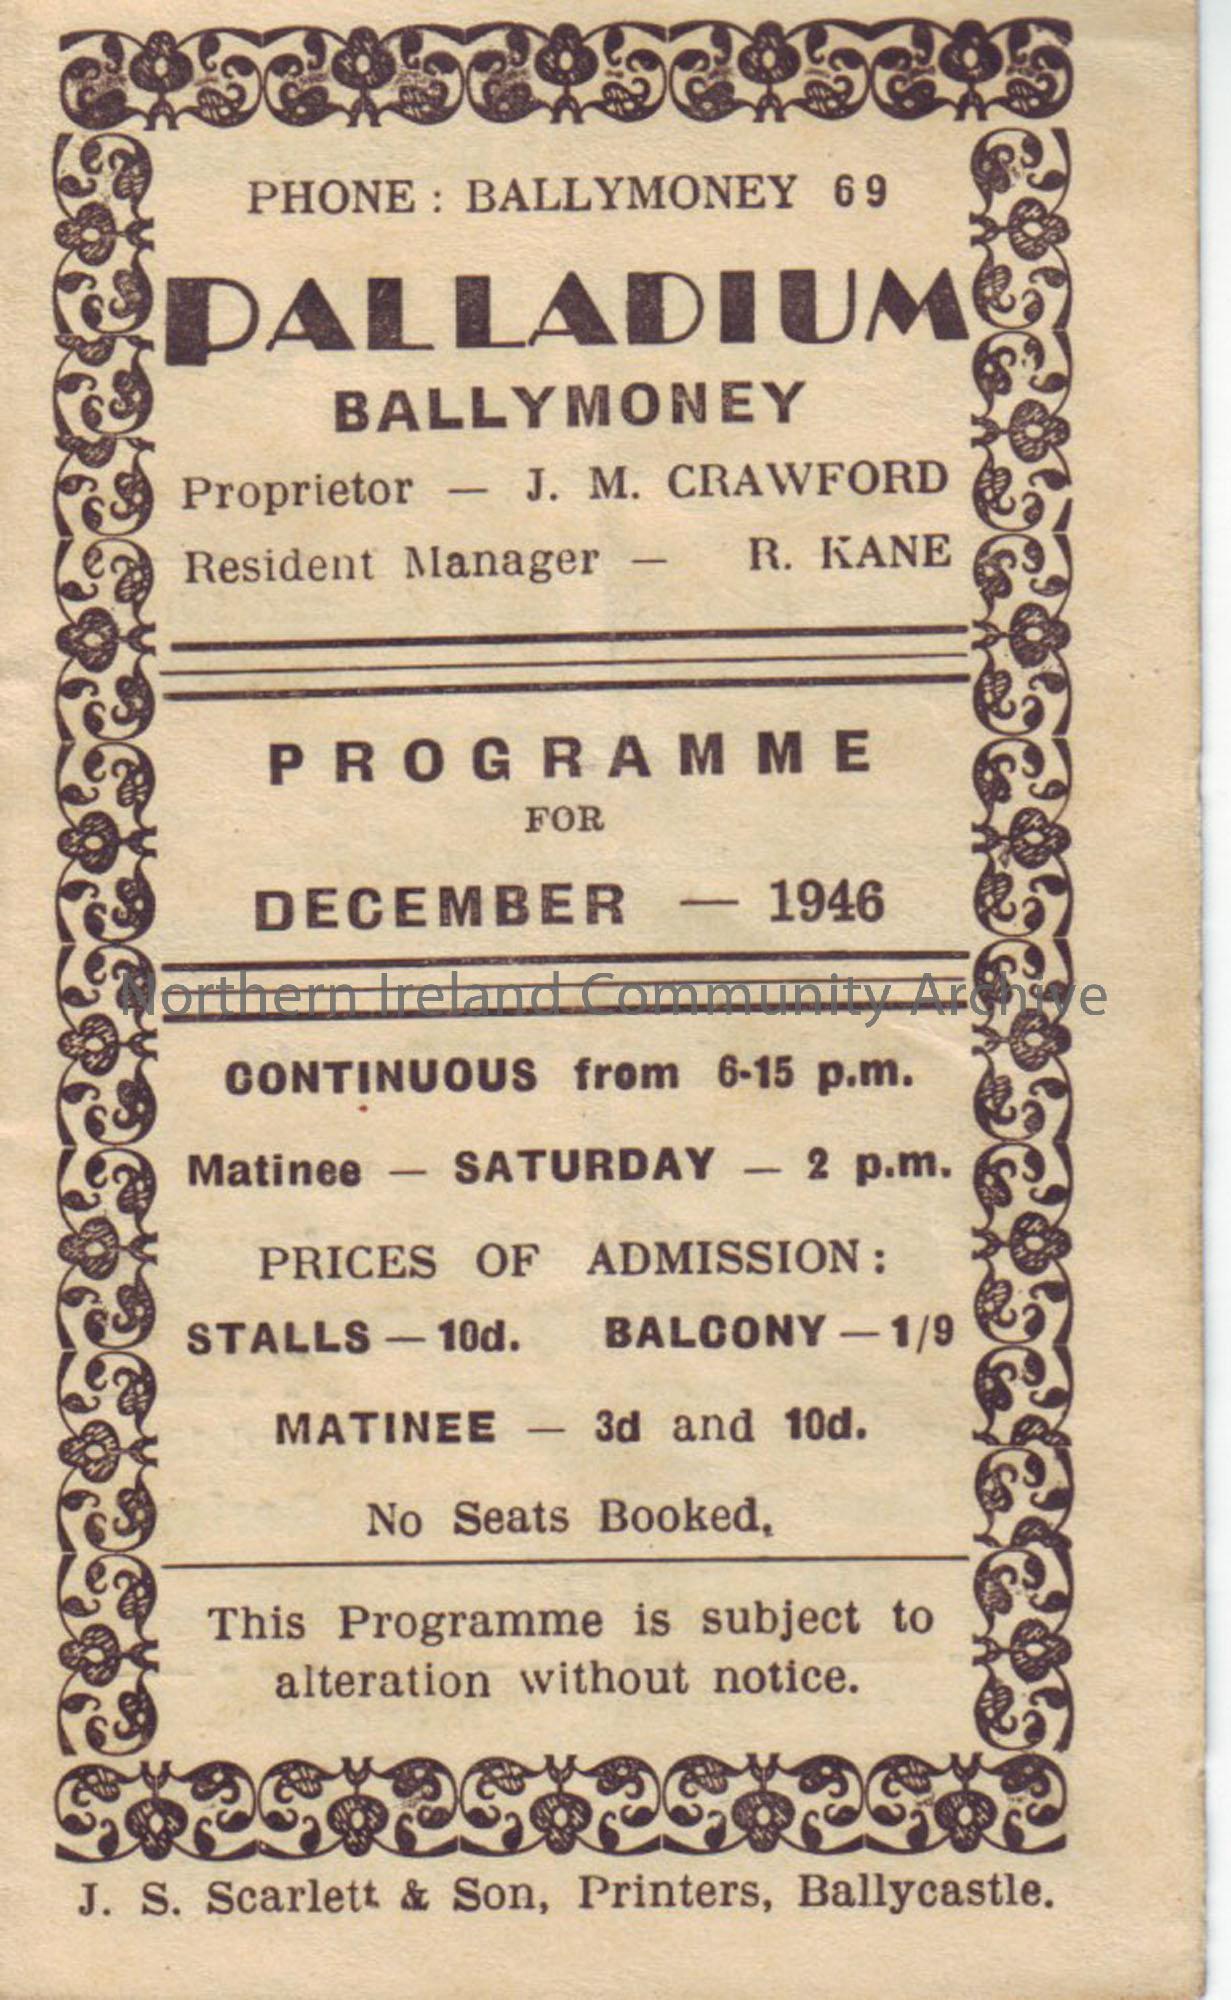 PHONE : BALLYMONEY 69
PALLADIUM
BALLYMONEY
Proprietor — J. M. CRAWFORD
Resident Manager — R. KANE
PROGRAMME
FOR
DECEMBER — 1946
Northern Ireland Community Archive
CONTINUOUS from 6-15 p.m.
Matinee — SATURDAY — 2 p.m.
PRICES OF ADMISSION :
STALLS — 10d. BALCONY — 1/9
MATINEE — 3d and 10d.
No Seats Booked.
This Programme is subject to
alteration without notice.
J. S. Scarlett & Son, Printers, Ballycastle.